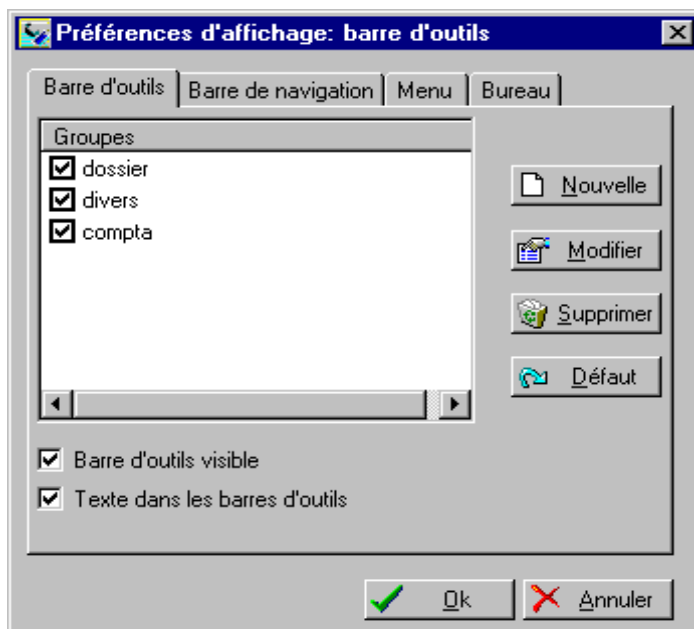 Préférences d'affichage: barre d'outils
Barre d'outils Barre de navigation Menu Bureau
Groupes
dossier
divers
compta
Nouvelle
Modifier
Supprimer
Défaut
Barre d'outils visible
Texte dans les barres d'outils
Ok Annuler